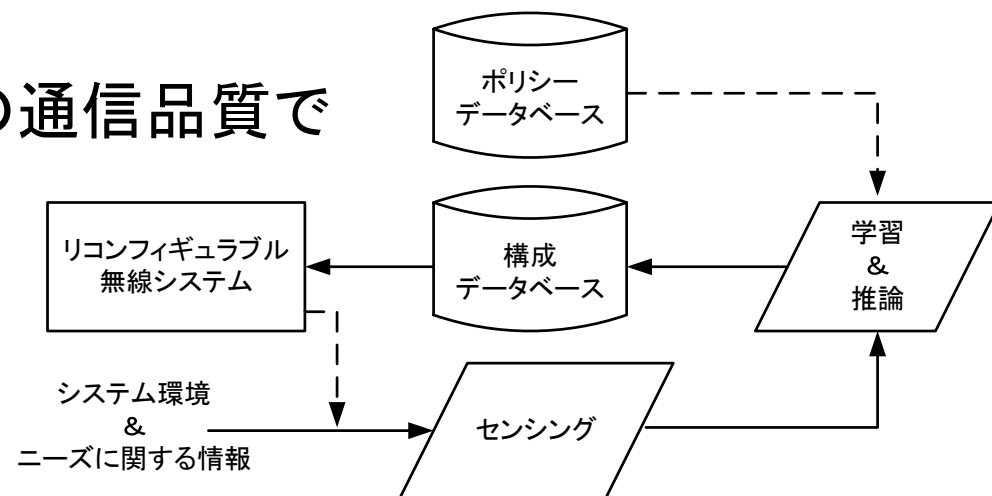 の通信品質で
ポリシー
データベース
リコンフィギュラブル
無線システム
構成
データベース
学習
&
推論
システム環境
&
ニーズに関する情報
センシング